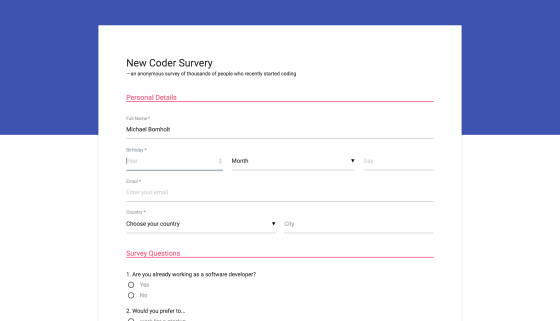 New Coder Survery
—an anonymous survey of thousands of people who recently started coding
Personal Details
Full Name *
Michael Bornholt
Birthday *
Year Month Day
Email *
Enter your email
Country *
Choose your country City
Survey Questions
1. Are you already working as a software developer?
Yes
No
2. Would you prefer to...